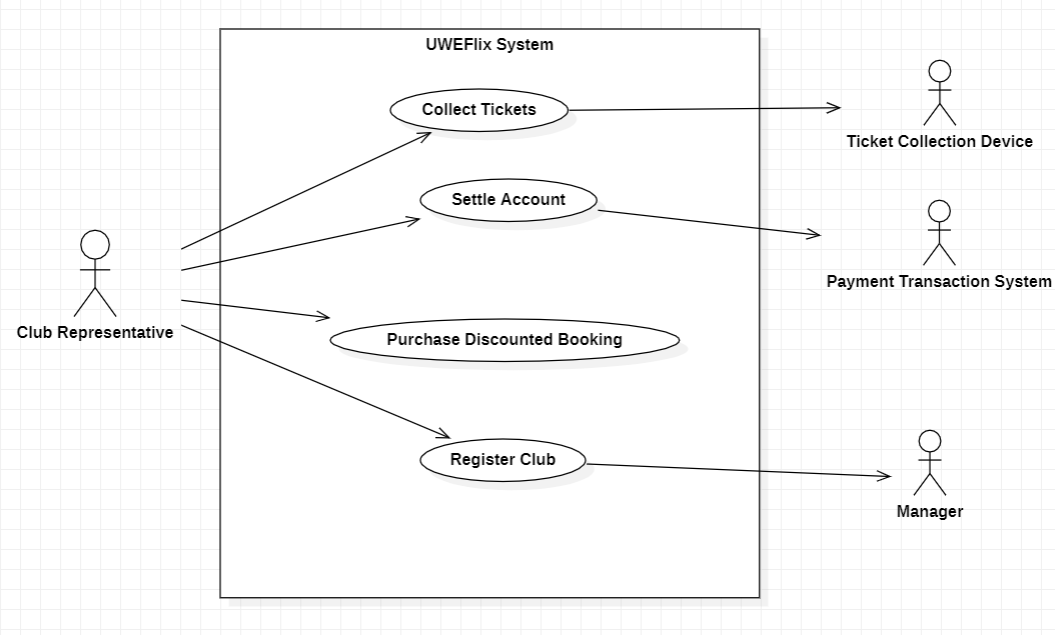 UWEFlix System
Collect Tickets
Ticket Collection Device
Settle Account
Payment Transaction System
Club Representative
Purchase Discounted Booking
Register Club
Manager